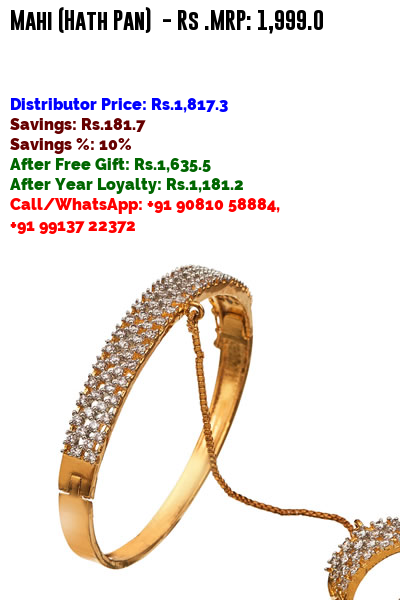 Mahi (Hath Pan)  - Rs .MRP: 1,999.0
Distributor Price: Rs.1,817.3
Savings: Rs.181.7
Savings %: 10%
After Free Gift: Rs.1,635.5
After Year Loyalty: Rs.1,181.2
Call/WhatsApp: +91 90810 58884,
+91 99137 22372